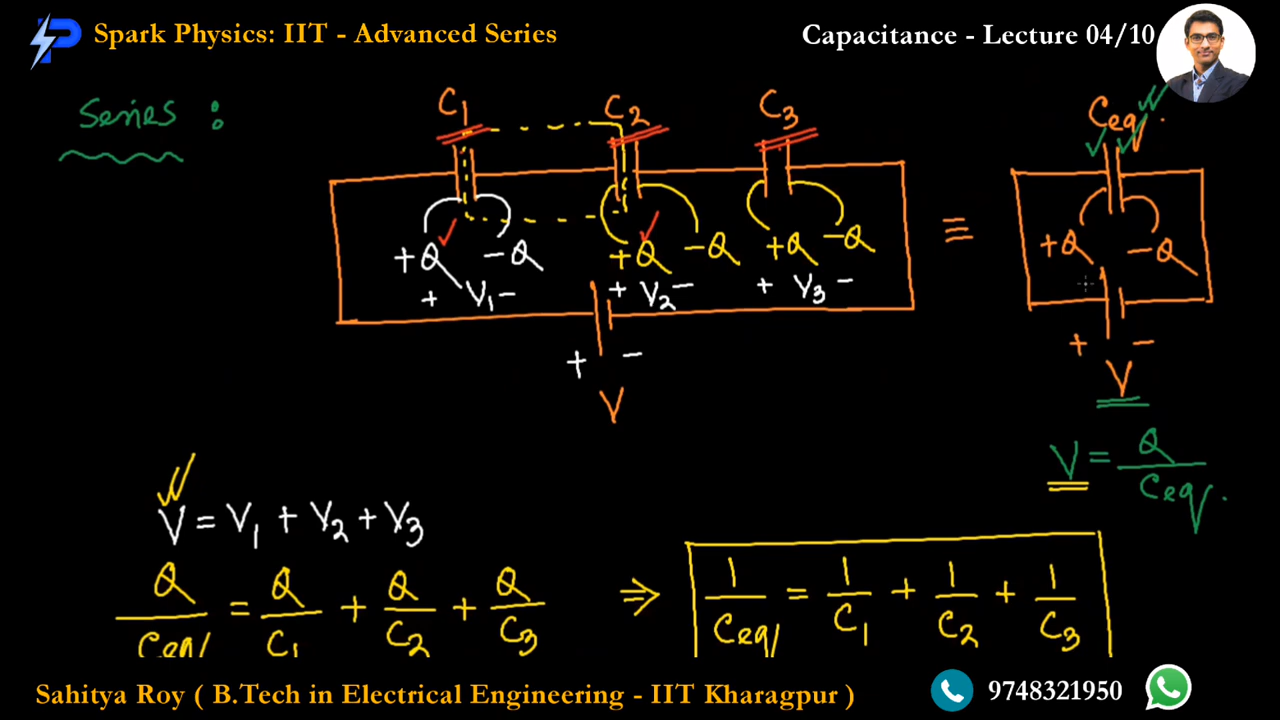 Spark Physics: IIT - Advanced Series
Capacitance - Lecture 04/10
Series :
C1 C2 C3 Ceq.
+Q -Q +Q -Q +Q -Q ≡ +Q -Q
+ V1 - + V2 - + V3 -
+ - + -
V V
V = Q/Ceq.
V = V1 + V2 + V3
Q/Ceq = Q/C1 + Q/C2 + Q/C3 ⇒ 1/Ceq = 1/C1 + 1/C2 + 1/C3
Sahitya Roy ( B.Tech in Electrical Engineering - IIT Kharagpur )
9748321950